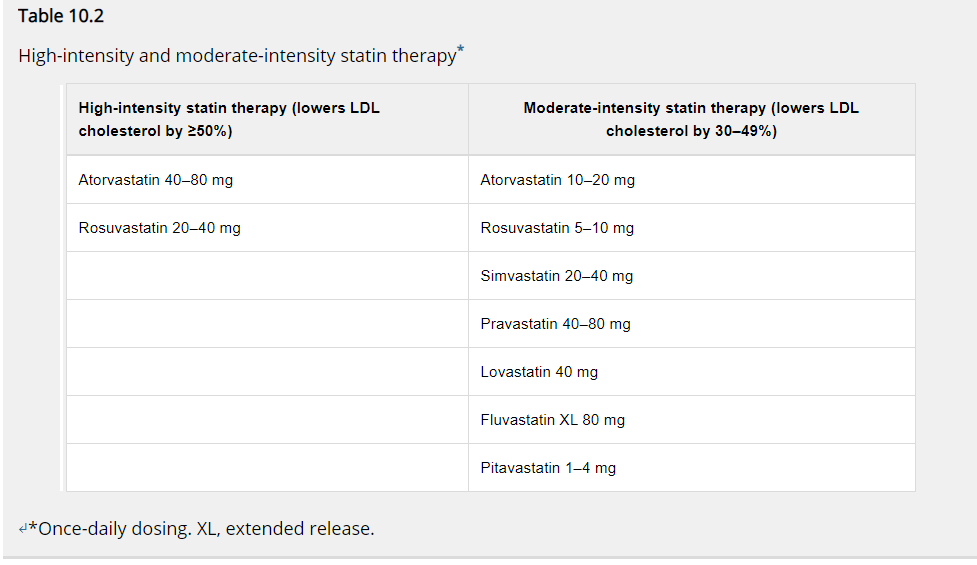 Table 10.2
High-intensity and moderate-intensity statin therapy*
High-intensity statin therapy (lowers LDL cholesterol by ≥50%)
Moderate-intensity statin therapy (lowers LDL cholesterol by 30–49%)
Atorvastatin 40–80 mg
Atorvastatin 10–20 mg
Rosuvastatin 20–40 mg
Rosuvastatin 5–10 mg
Simvastatin 20–40 mg
Pravastatin 40–80 mg
Lovastatin 40 mg
Fluvastatin XL 80 mg
Pitavastatin 1–4 mg
↲*Once-daily dosing. XL, extended release.